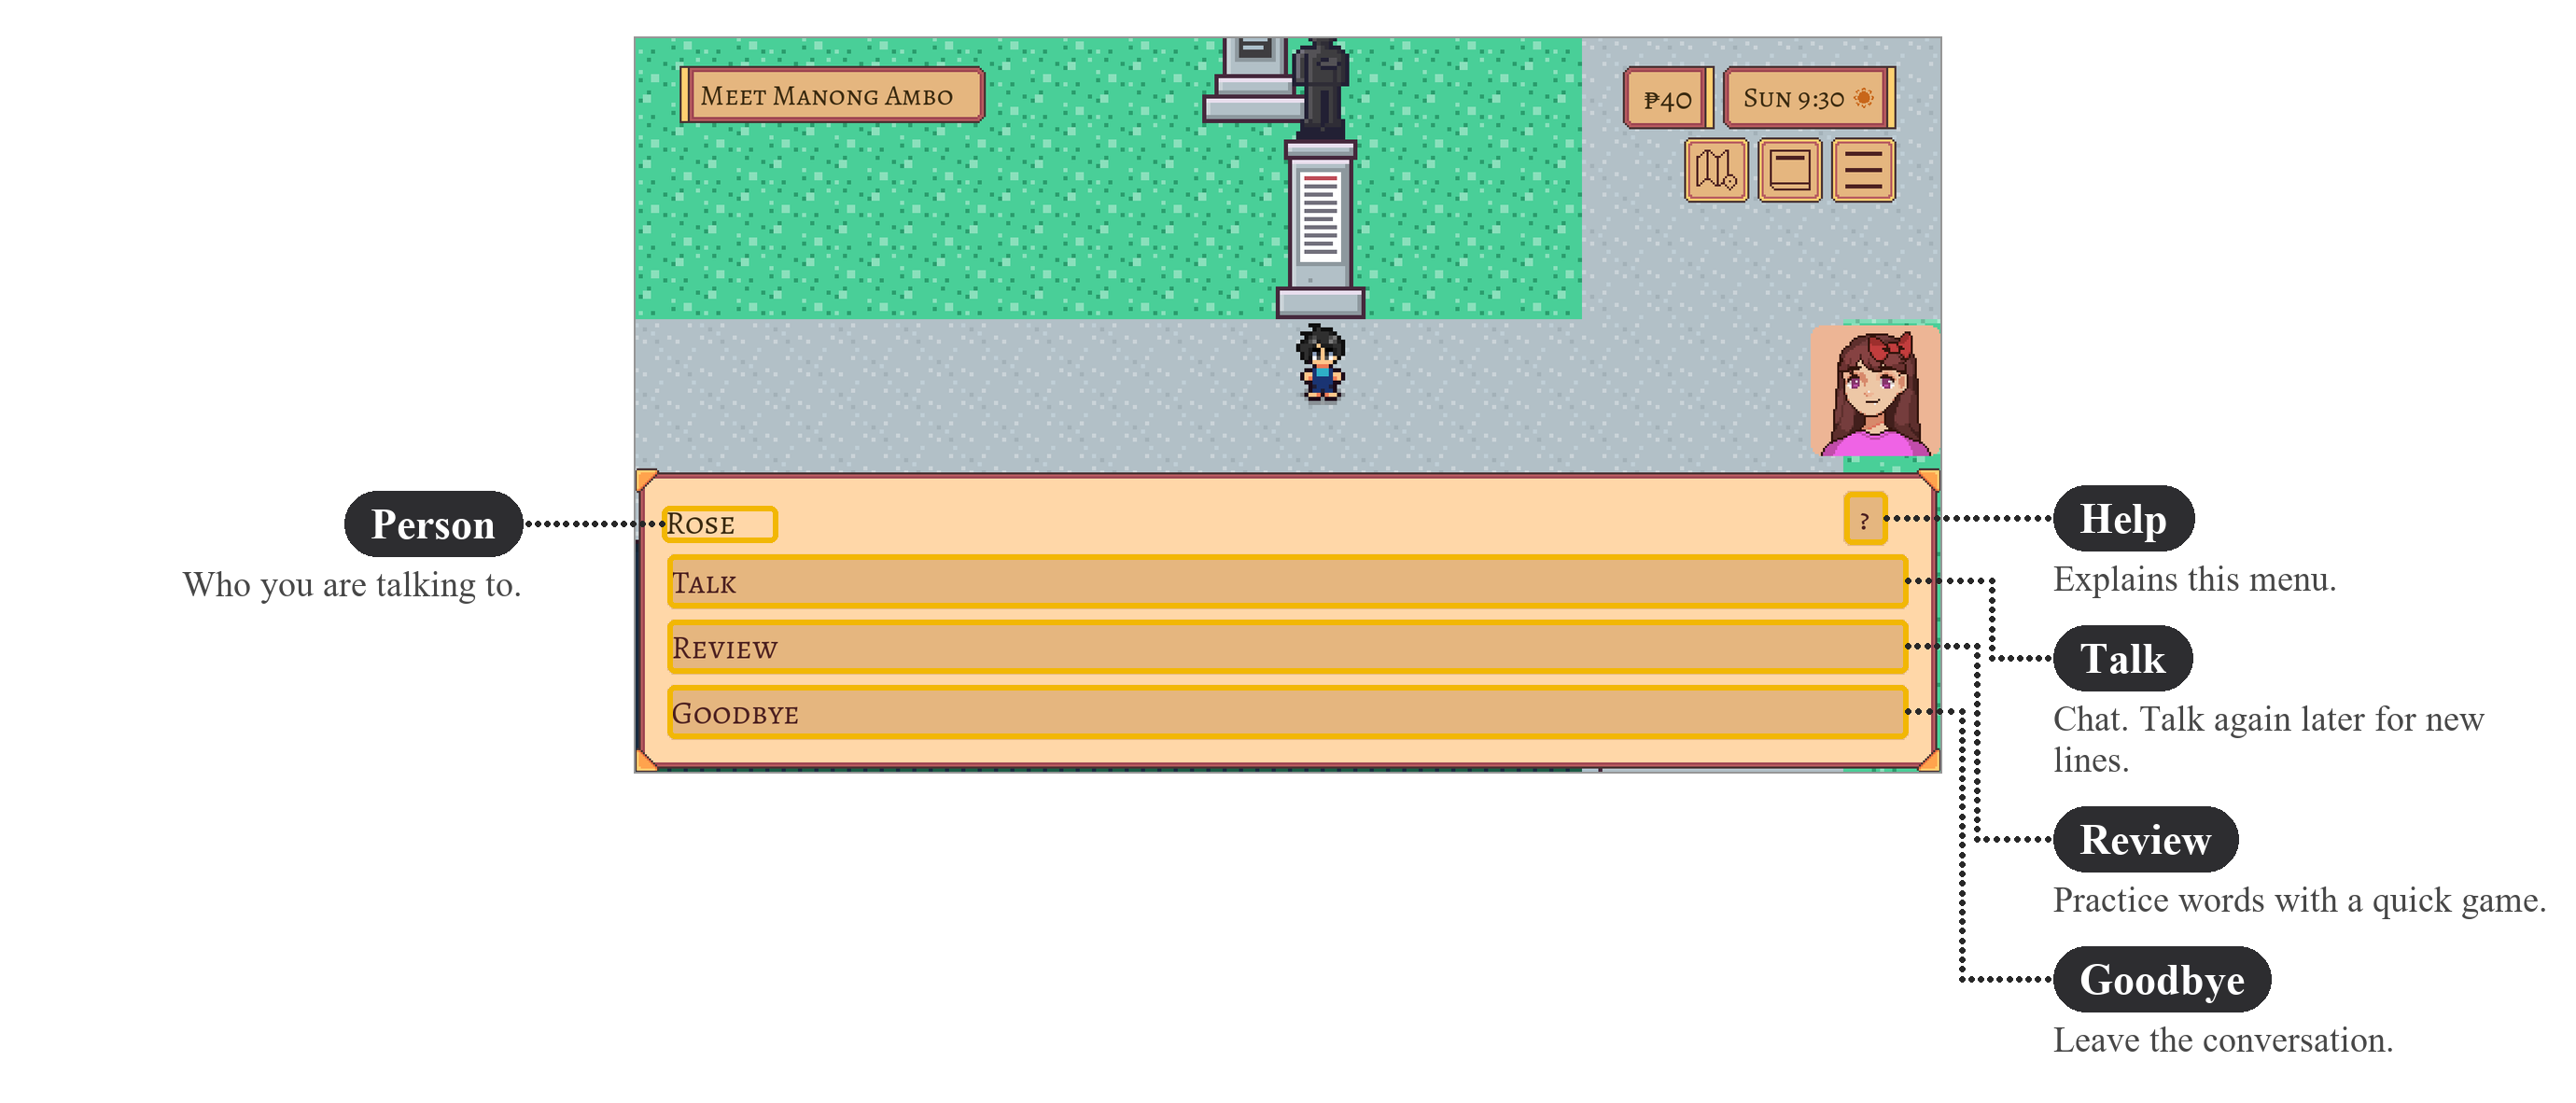 Meet Manong Ambo
₱40
Sun 9:30
Rose
?
Talk
Review
Goodbye
Person
Who you are talking to.
Help
Explains this menu.
Talk
Chat. Talk again later for new
lines.
Review
Practice words with a quick game.
Goodbye
Leave the conversation.